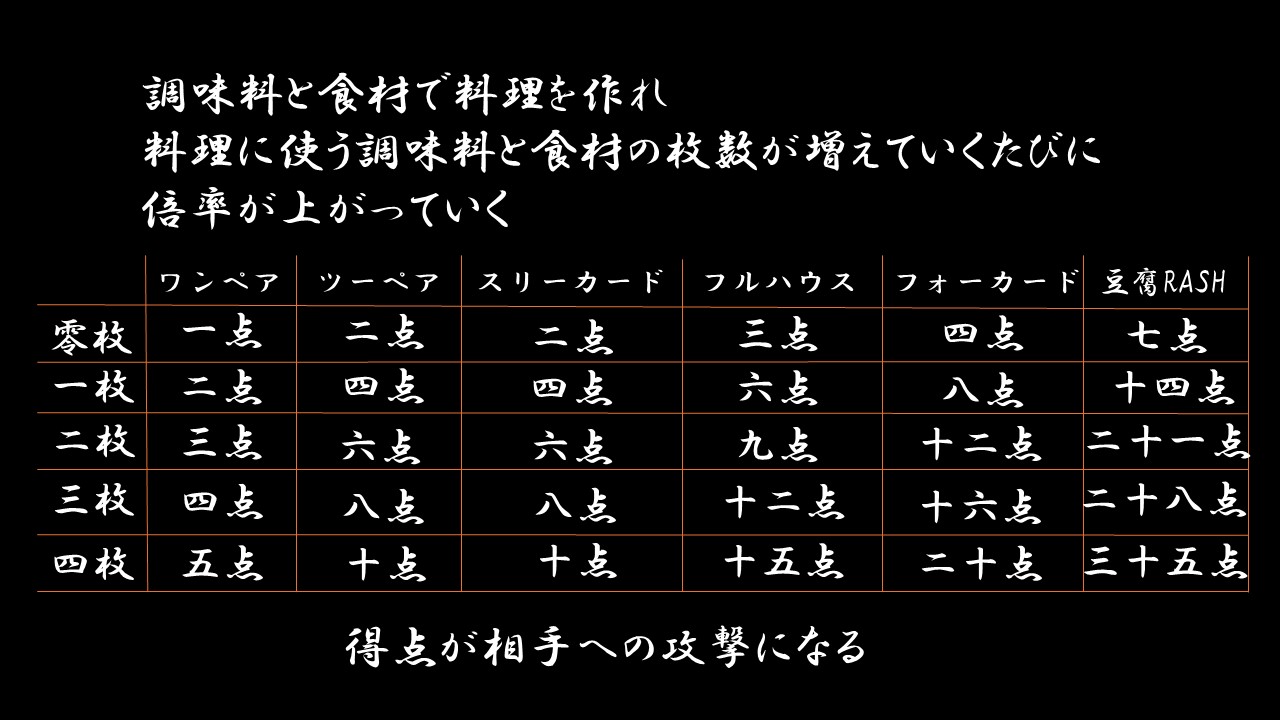 調味料と食材で料理を作れ
料理に使う調味料と食材の枚数が増えていくたびに
倍率が上がっていく
ワンペア ツーペア スリーカード フルハウス フォーカード 豆腐RASH
零枚 一点 二点 二点 三点 四点 七点
一枚 二点 四点 四点 六点 八点 十四点
二枚 三点 六点 六点 九点 十二点 二十一点
三枚 四点 八点 八点 十二点 十六点 二十八点
四枚 五点 十点 十点 十五点 二十点 三十五点
得点が相手への攻撃になる